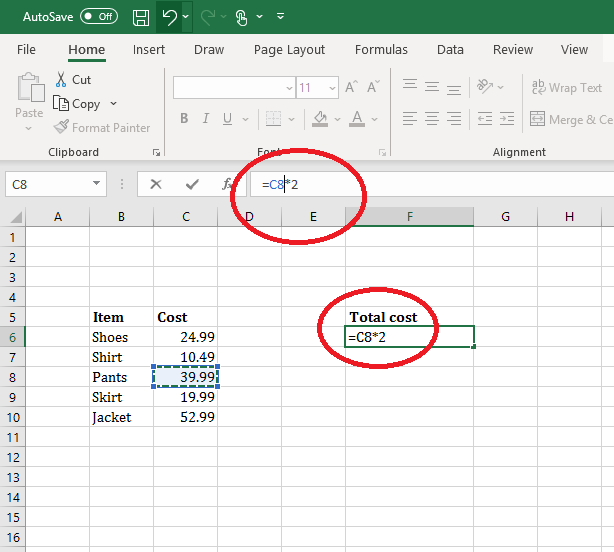 AutoSave Off
File Home Insert Draw Page Layout Formulas Data Review View
Cut
Copy
Paste
Format Painter
11 A A
B I U A
ab Wrap Text
Merge & Ce
Clipboard Alignment
C8 fx =C8*2
A B C D E F G H
1
2
3
4
5 Item Cost Total cost
6 Shoes 24.99 =C8*2
7 Shirt 10.49
8 Pants 39.99
9 Skirt 19.99
10 Jacket 52.99
11
12
13
14
15
16